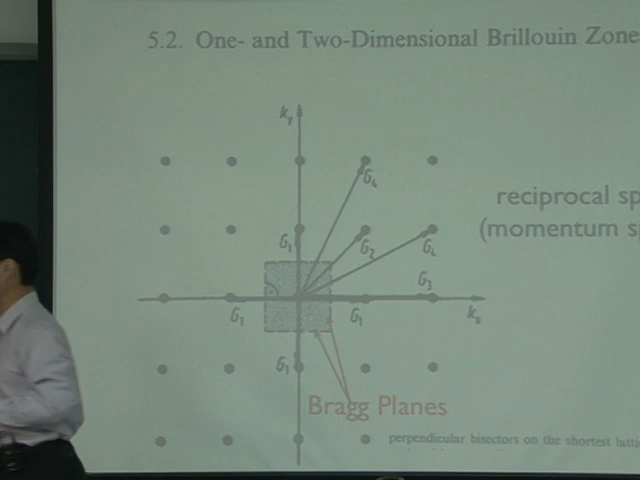 5.2. One- and Two-Dimensional Brillouin Zone
k_y
G_4
reciprocal sp
(momentum s
G_1
G_2
G_4
G_3
G_1
G_1
k_x
G_1
Bragg Planes
perpendicular bisectors on the shortest latti